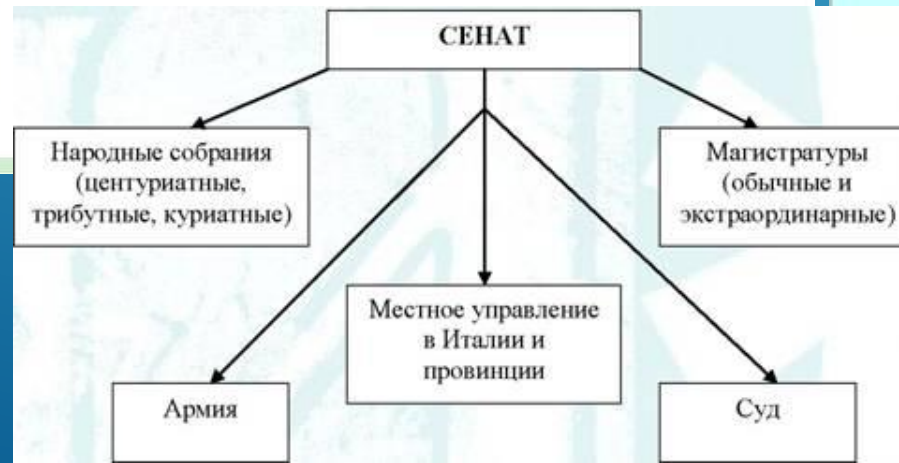 СЕНАТ
Народные собрания
(центуриатные,
трибутные, куриатные)
Магистратуры
(обычные и
экстраординарные)
Местное управление
в Италии и
провинции
Армия
Суд